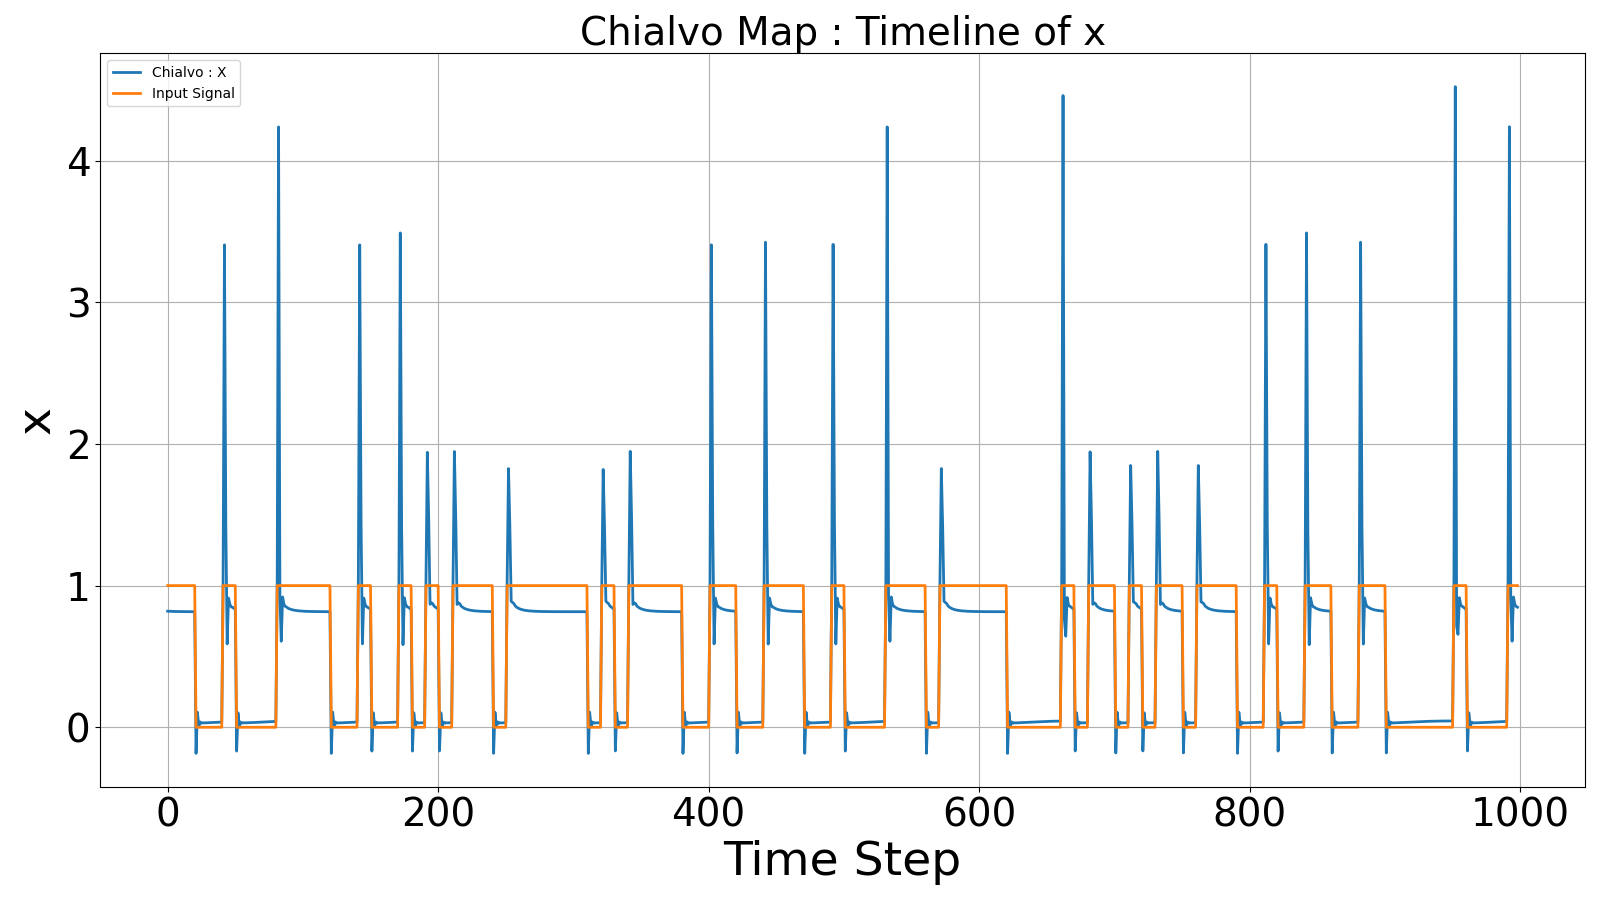 Chialvo Map : Timeline of x
Chialvo : X
Input Signal
4
3
2
1
0
x
0 200 400 600 800 1000
Time Step